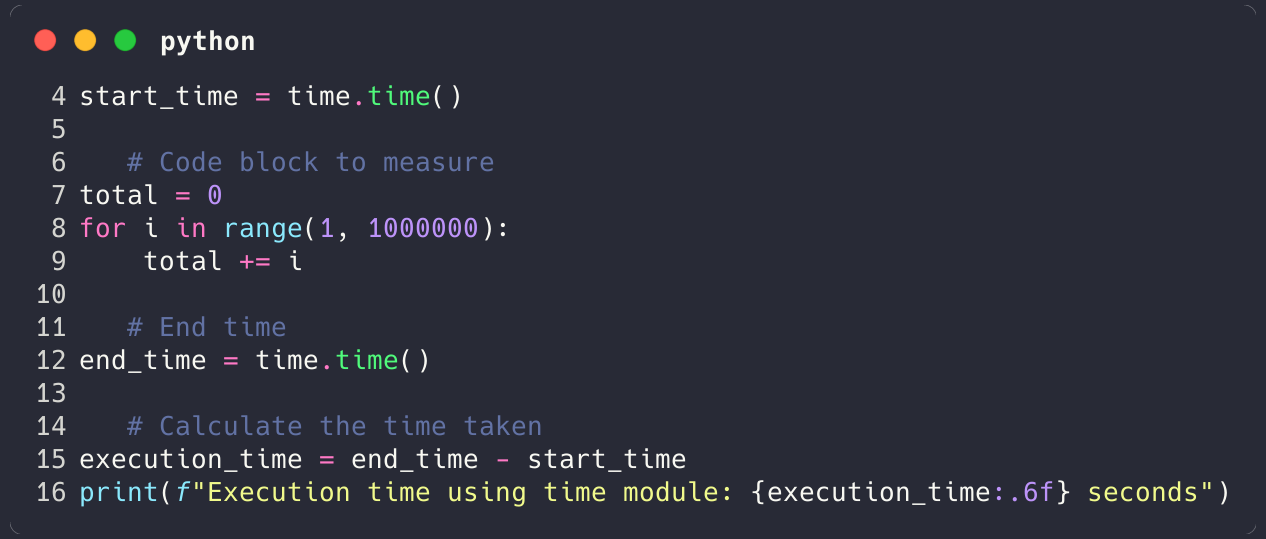 python
4 start_time = time.time()
5
6    # Code block to measure
7 total = 0
8 for i in range(1, 1000000):
9     total += i
10
11    # End time
12 end_time = time.time()
13
14    # Calculate the time taken
15 execution_time = end_time - start_time
16 print(f"Execution time using time module: {execution_time:.6f} seconds")